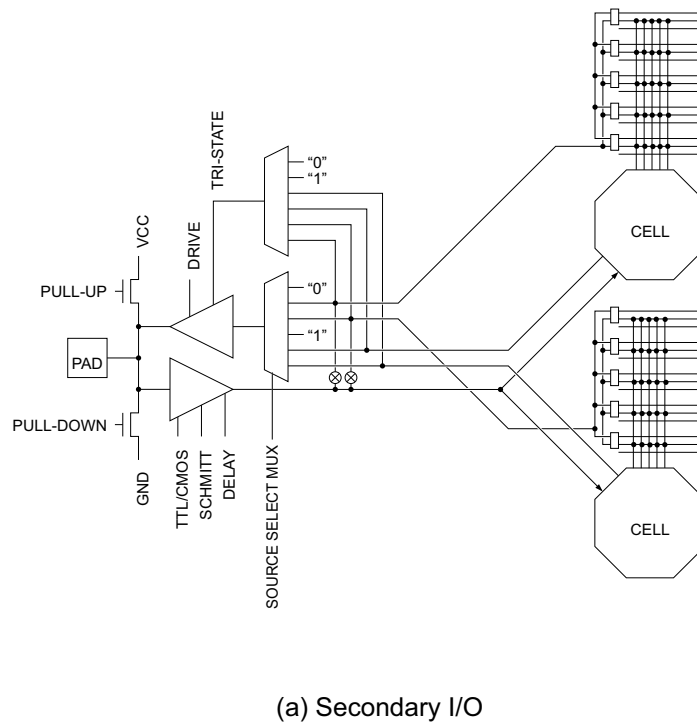 "0"
"1"
TRI-STATE
VCC
DRIVE
CELL
PULL-UP
"0"
"1"
PAD
PULL-DOWN
GND
TTL/CMOS
SCHMITT
DELAY
SOURCE SELECT MUX
CELL
(a) Secondary I/O